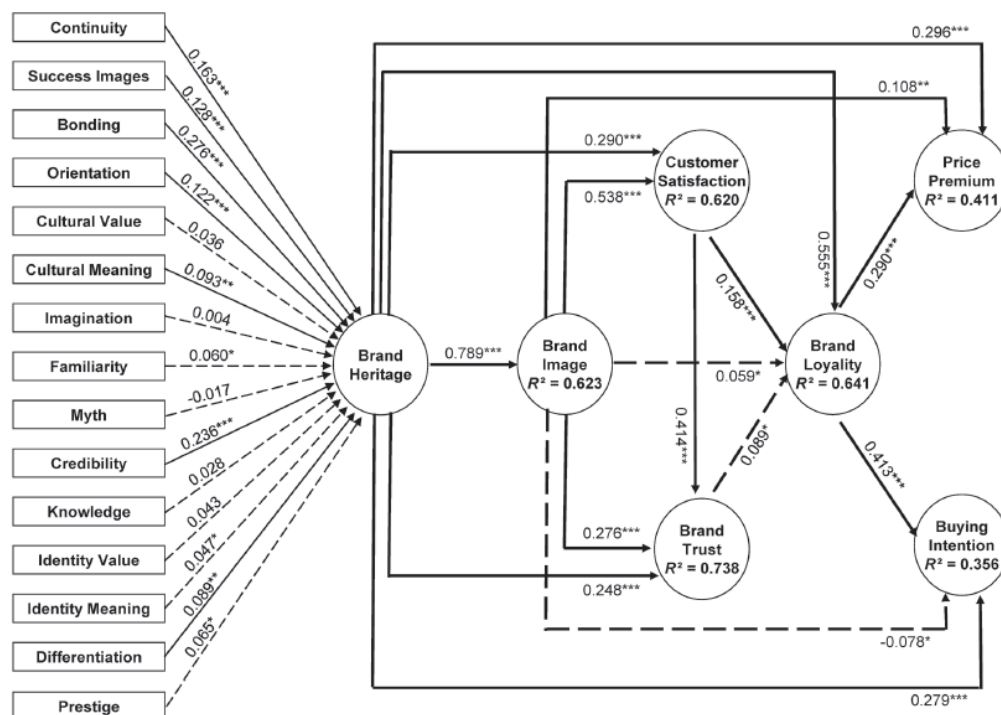 Continuity
Success Images
Bonding
Orientation
Cultural Value
Cultural Meaning
Imagination
Familiarity
Myth
Credibility
Knowledge
Identity Value
Identity Meaning
Differentiation
Prestige
0.163***
0.128***
0.276***
0.122***
0.036
0.093**
0.004
0.060*
-0.017
0.236***
0.028
0.043
0.047*
0.089**
0.065*
Brand
Heritage
0.789***
Brand
Image
R² = 0.623
0.296***
0.108**
0.290***
0.538***
Customer
Satisfaction
R² = 0.620
0.555***
0.158***
0.414***
0.059*
0.089*
0.276***
0.248***
Brand
Trust
R² = 0.738
Brand
Loyality
R² = 0.641
0.290***
0.413***
Price
Premium
R² = 0.411
Buying
Intention
R² = 0.356
-0.078*
0.279***